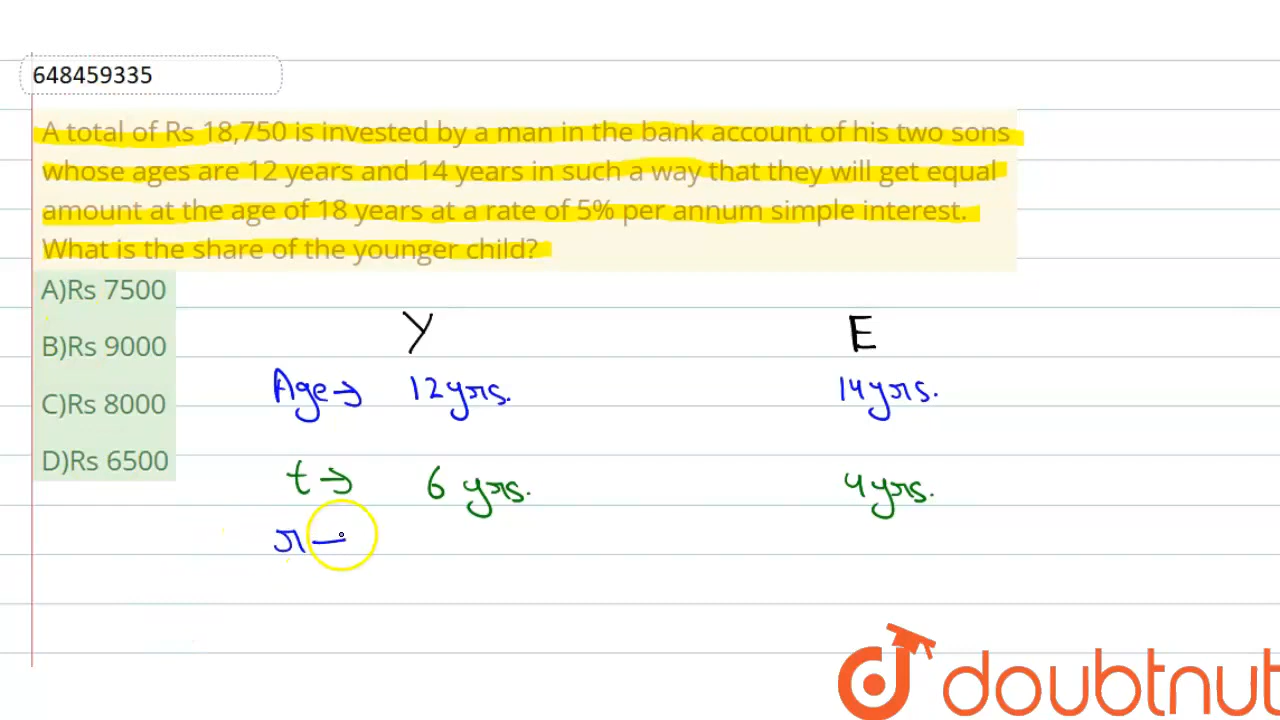 648459335
A total of Rs 18,750 is invested by a man in the bank account of his two sons
whose ages are 12 years and 14 years in such a way that they will get equal
amount at the age of 18 years at a rate of 5% per annum simple interest.
What is the share of the younger child?
A)Rs 7500
B)Rs 9000
C)Rs 8000
D)Rs 6500
Y E
Age → 12 yrs. 14 yrs.
t → 6 yrs. 4 yrs.
r —
doubtnut